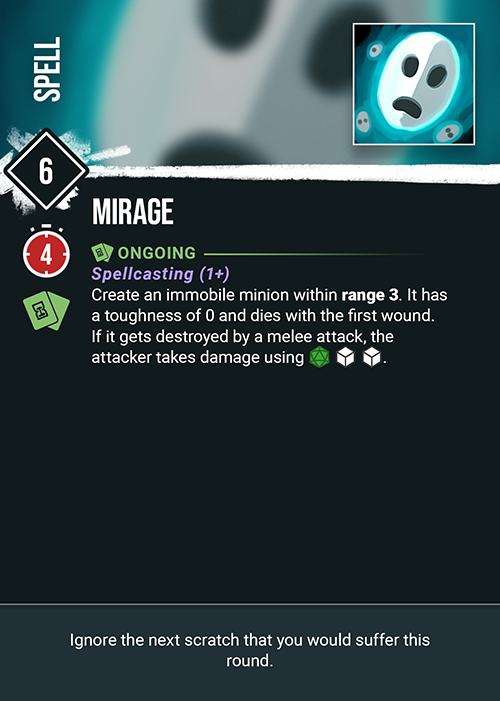 SPELL
6
MIRAGE
4
ONGOING
Spellcasting (1+)
Create an immobile minion within range 3. It has
a toughness of 0 and dies with the first wound.
If it gets destroyed by a melee attack, the
attacker takes damage using .
Ignore the next scratch that you would suffer this
round.